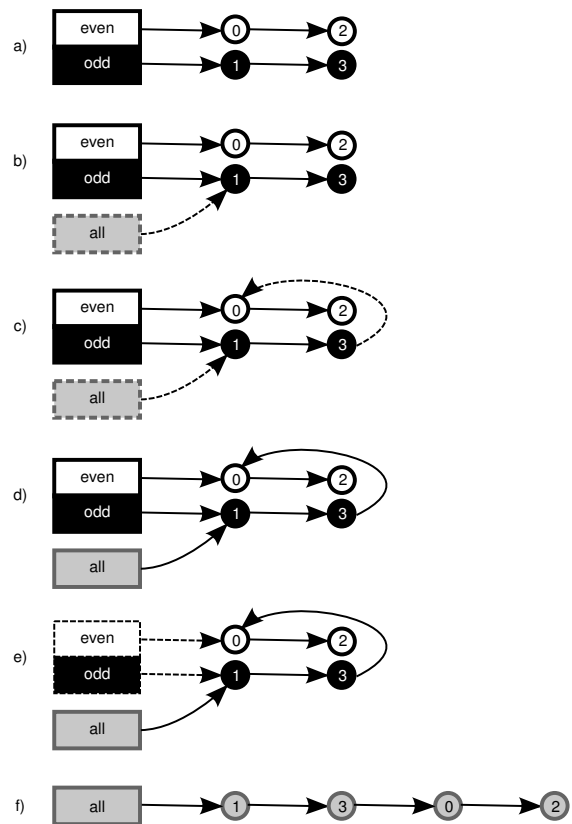 even 0 2
a)
odd 1 3
even 0 2
b)
odd 1 3
all
even 0 2
c)
odd 1 3
all
even 0 2
d)
odd 1 3
all
even 0 2
e)
odd 1 3
all
f) all 1 3 0 2